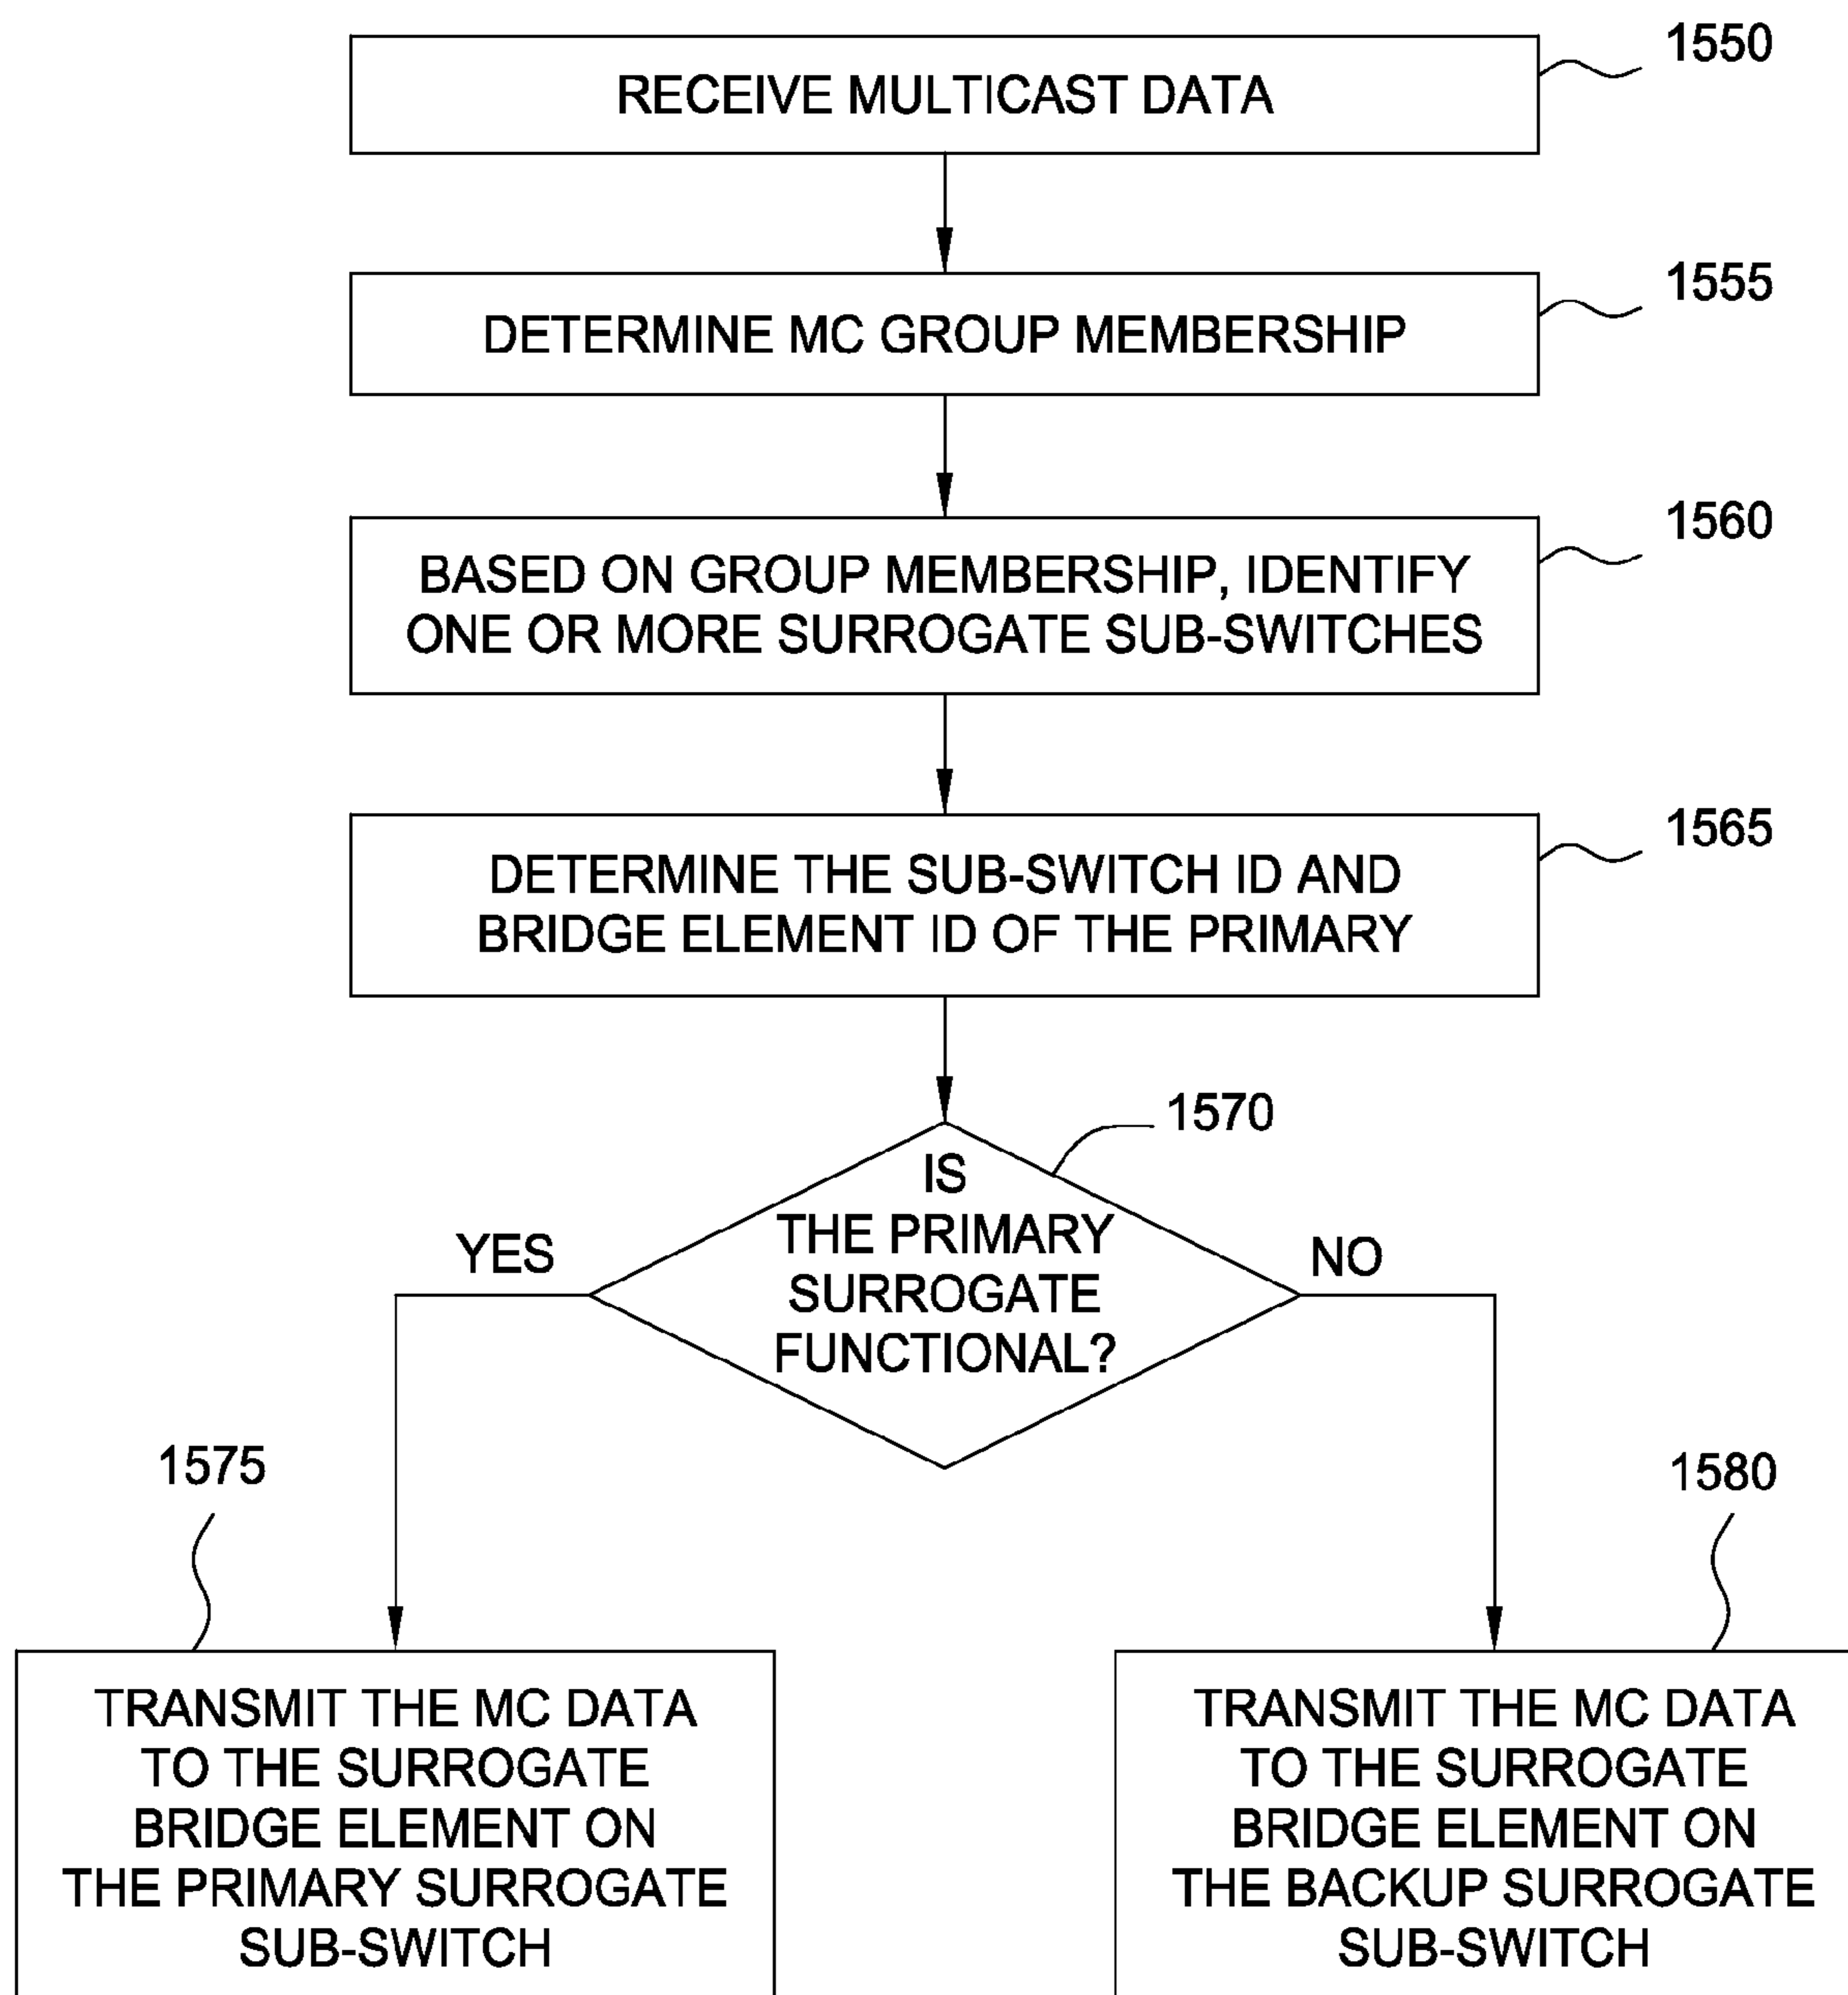 1550
RECEIVE MULTICAST DATA
1555
DETERMINE MC GROUP MEMBERSHIP
1560
BASED ON GROUP MEMBERSHIP, IDENTIFY
ONE OR MORE SURROGATE SUB-SWITCHES
1565
DETERMINE THE SUB-SWITCH ID AND
BRIDGE ELEMENT ID OF THE PRIMARY
1570
IS
THE PRIMARY
SURROGATE
FUNCTIONAL?
YES
NO
1575
TRANSMIT THE MC DATA
TO THE SURROGATE
BRIDGE ELEMENT ON
THE PRIMARY SURROGATE
SUB-SWITCH
1580
TRANSMIT THE MC DATA
TO THE SURROGATE
BRIDGE ELEMENT ON
THE BACKUP SURROGATE
SUB-SWITCH